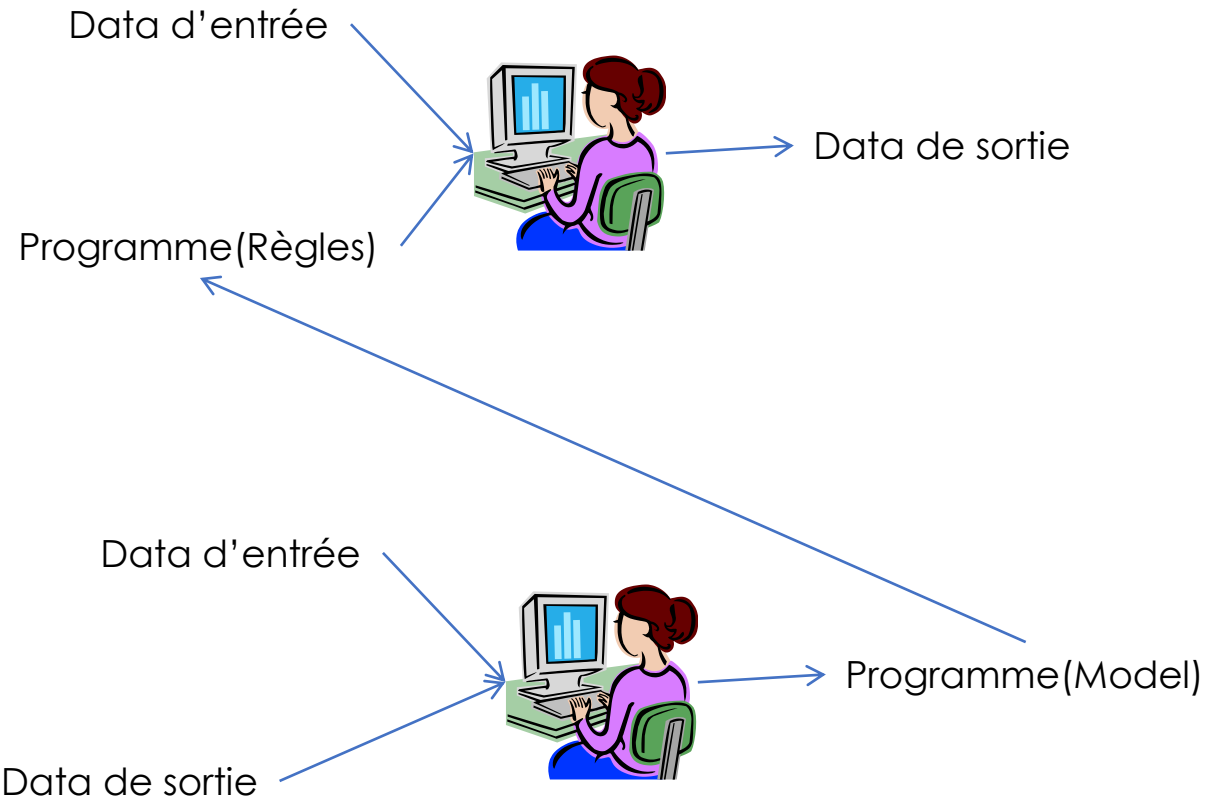 Data d’entrée
Data de sortie
Programme(Règles)
Data d’entrée
Programme(Model)
Data de sortie